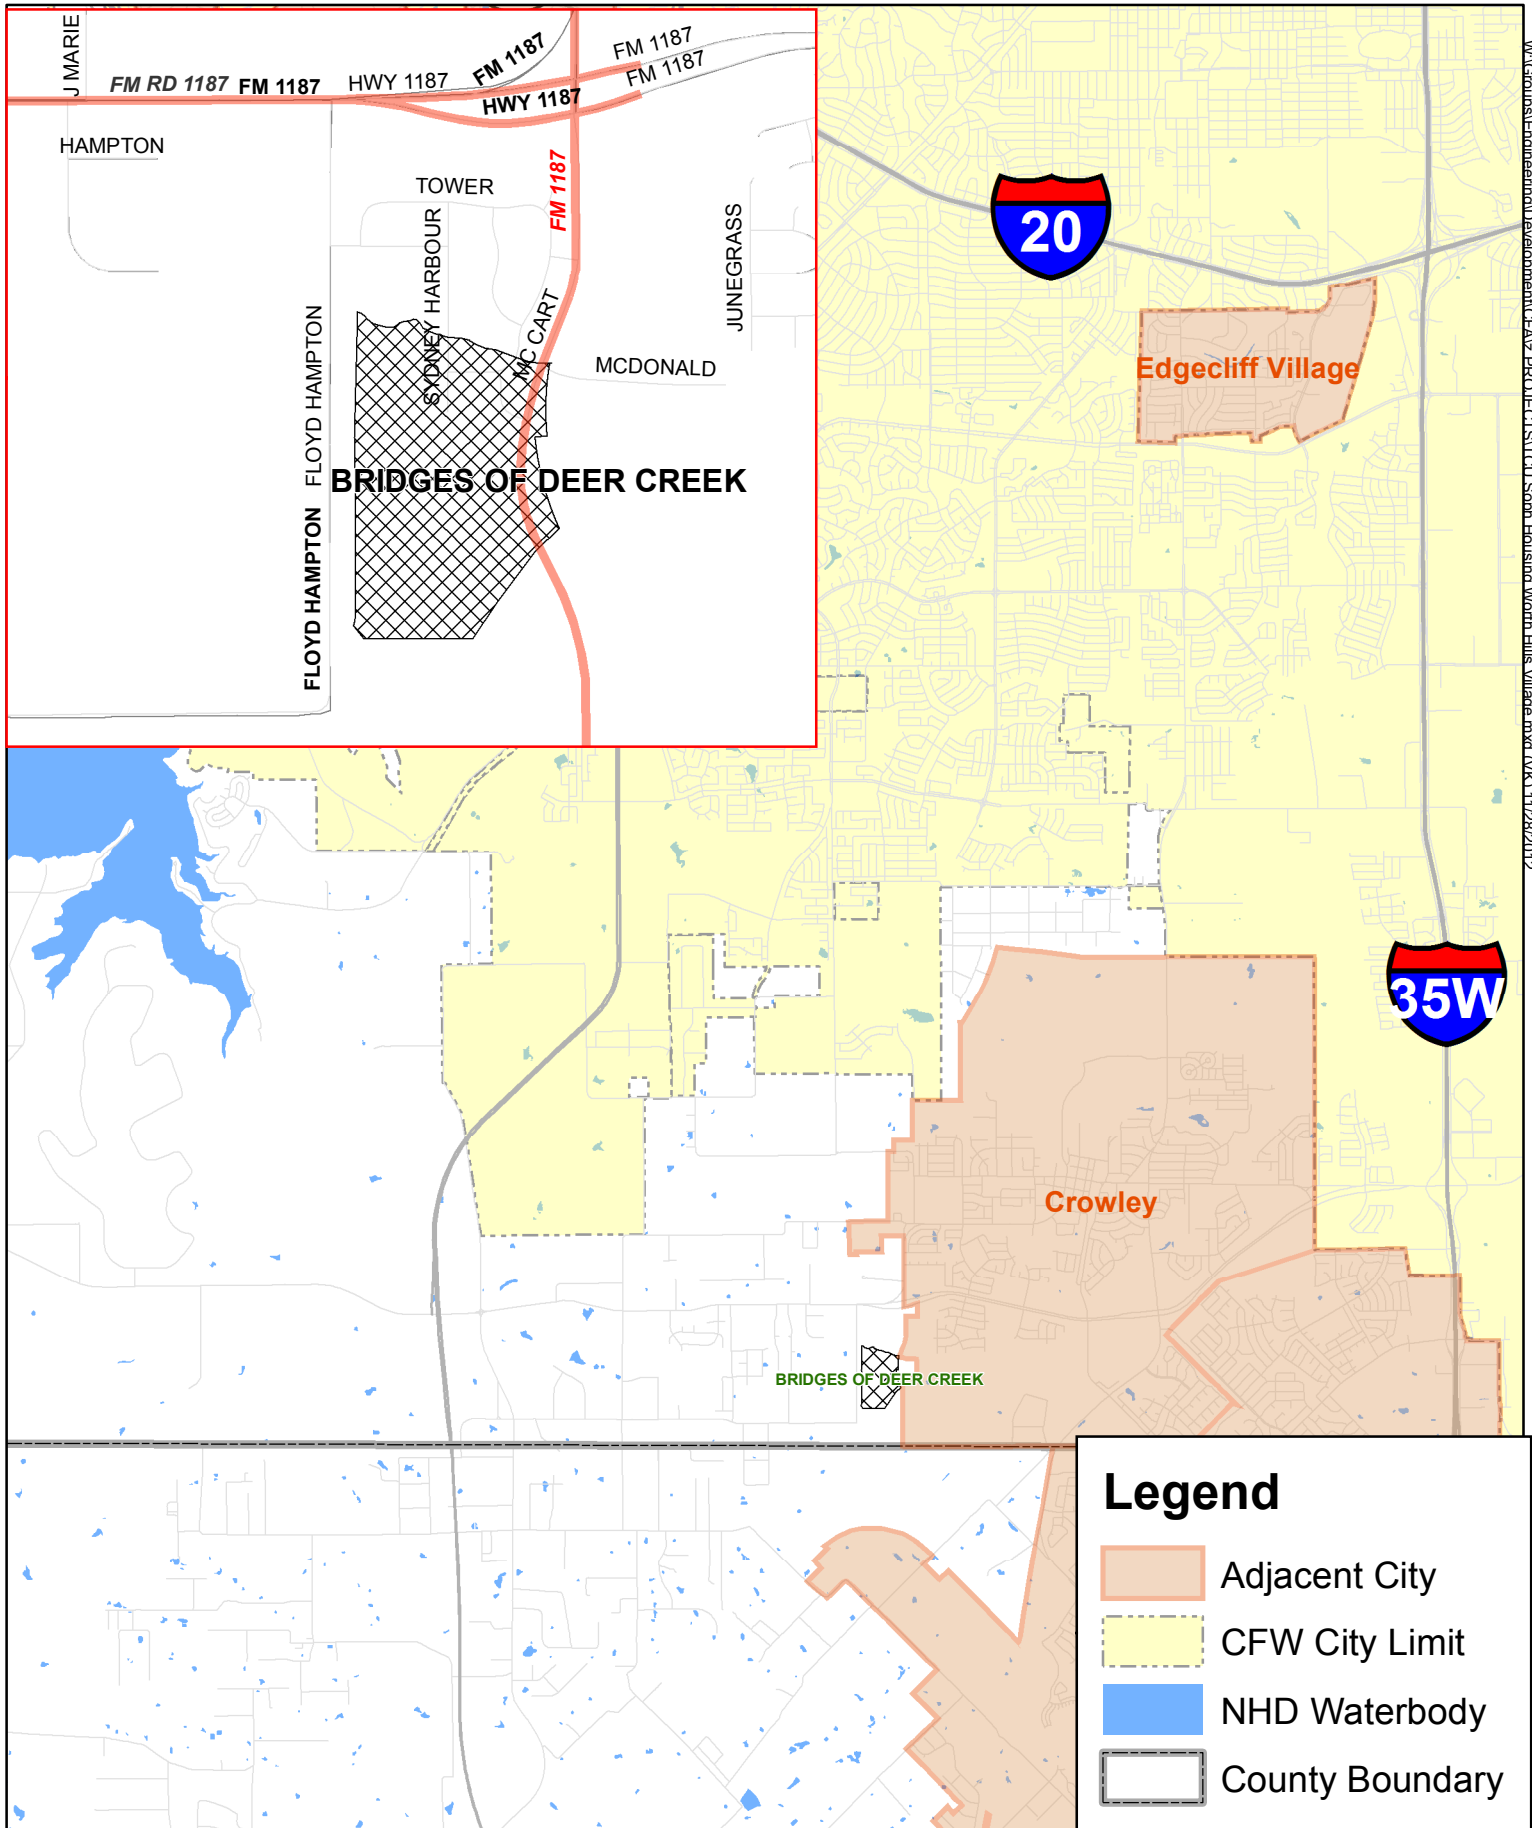 J MARIE
FM RD 1187
FM 1187
HWY 1187
FM 1187
FM 1187
FM 1187
HWY 1187
HAMPTON
TOWER
FM 1187
SYDNEY HARBOUR
JUNEGRASS
FLOYD HAMPTON
MC CART
MCDONALD
BRIDGES OF DEER CREEK
FLOYD HAMPTON
20
Edgecliff Village
35W
Crowley
BRIDGES OF DEER CREEK
Legend
Adjacent City
CFW City Limit
NHD Waterbody
County Boundary